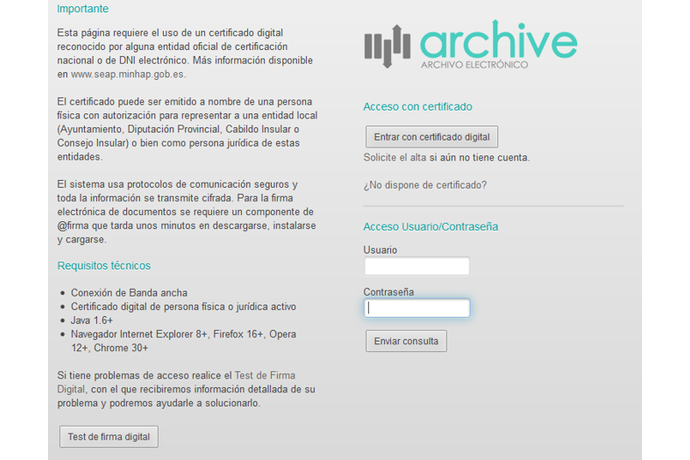 Importante
Esta página requiere el uso de un certificado digital
reconocido por alguna entidad oficial de certificación
nacional o de DNI electrónico. Más información disponible
en www.seap.minhap.gob.es.
El certificado puede ser emitido a nombre de una persona
física con autorización para representar a una entidad local
(Ayuntamiento, Diputación Provincial, Cabildo Insular o
Consejo Insular) o bien como persona jurídica de estas
entidades.
El sistema usa protocolos de comunicación seguros y
toda la información se transmite cifrada. Para la firma
electrónica de documentos se requiere un componente de
@firma que tarda unos minutos en descargarse, instalarse
y cargarse.
Requisitos técnicos
• Conexión de Banda ancha
• Certificado digital de persona física o jurídica activo
• Java 1.6+
• Navegador Internet Explorer 8+, Firefox 16+, Opera
12+, Chrome 30+
Si tiene problemas de acceso realice el Test de Firma
Digital, con el que recibiremos información detallada de su
problema y podremos ayudarle a solucionarlo.
Test de firma digital
archive
ARCHIVO ELECTRÓNICO
Acceso con certificado
Entrar con certificado digital
Solicite el alta si aún no tiene cuenta.
¿No dispone de certificado?
Acceso Usuario/Contraseña
Usuario
Contraseña
Enviar consulta